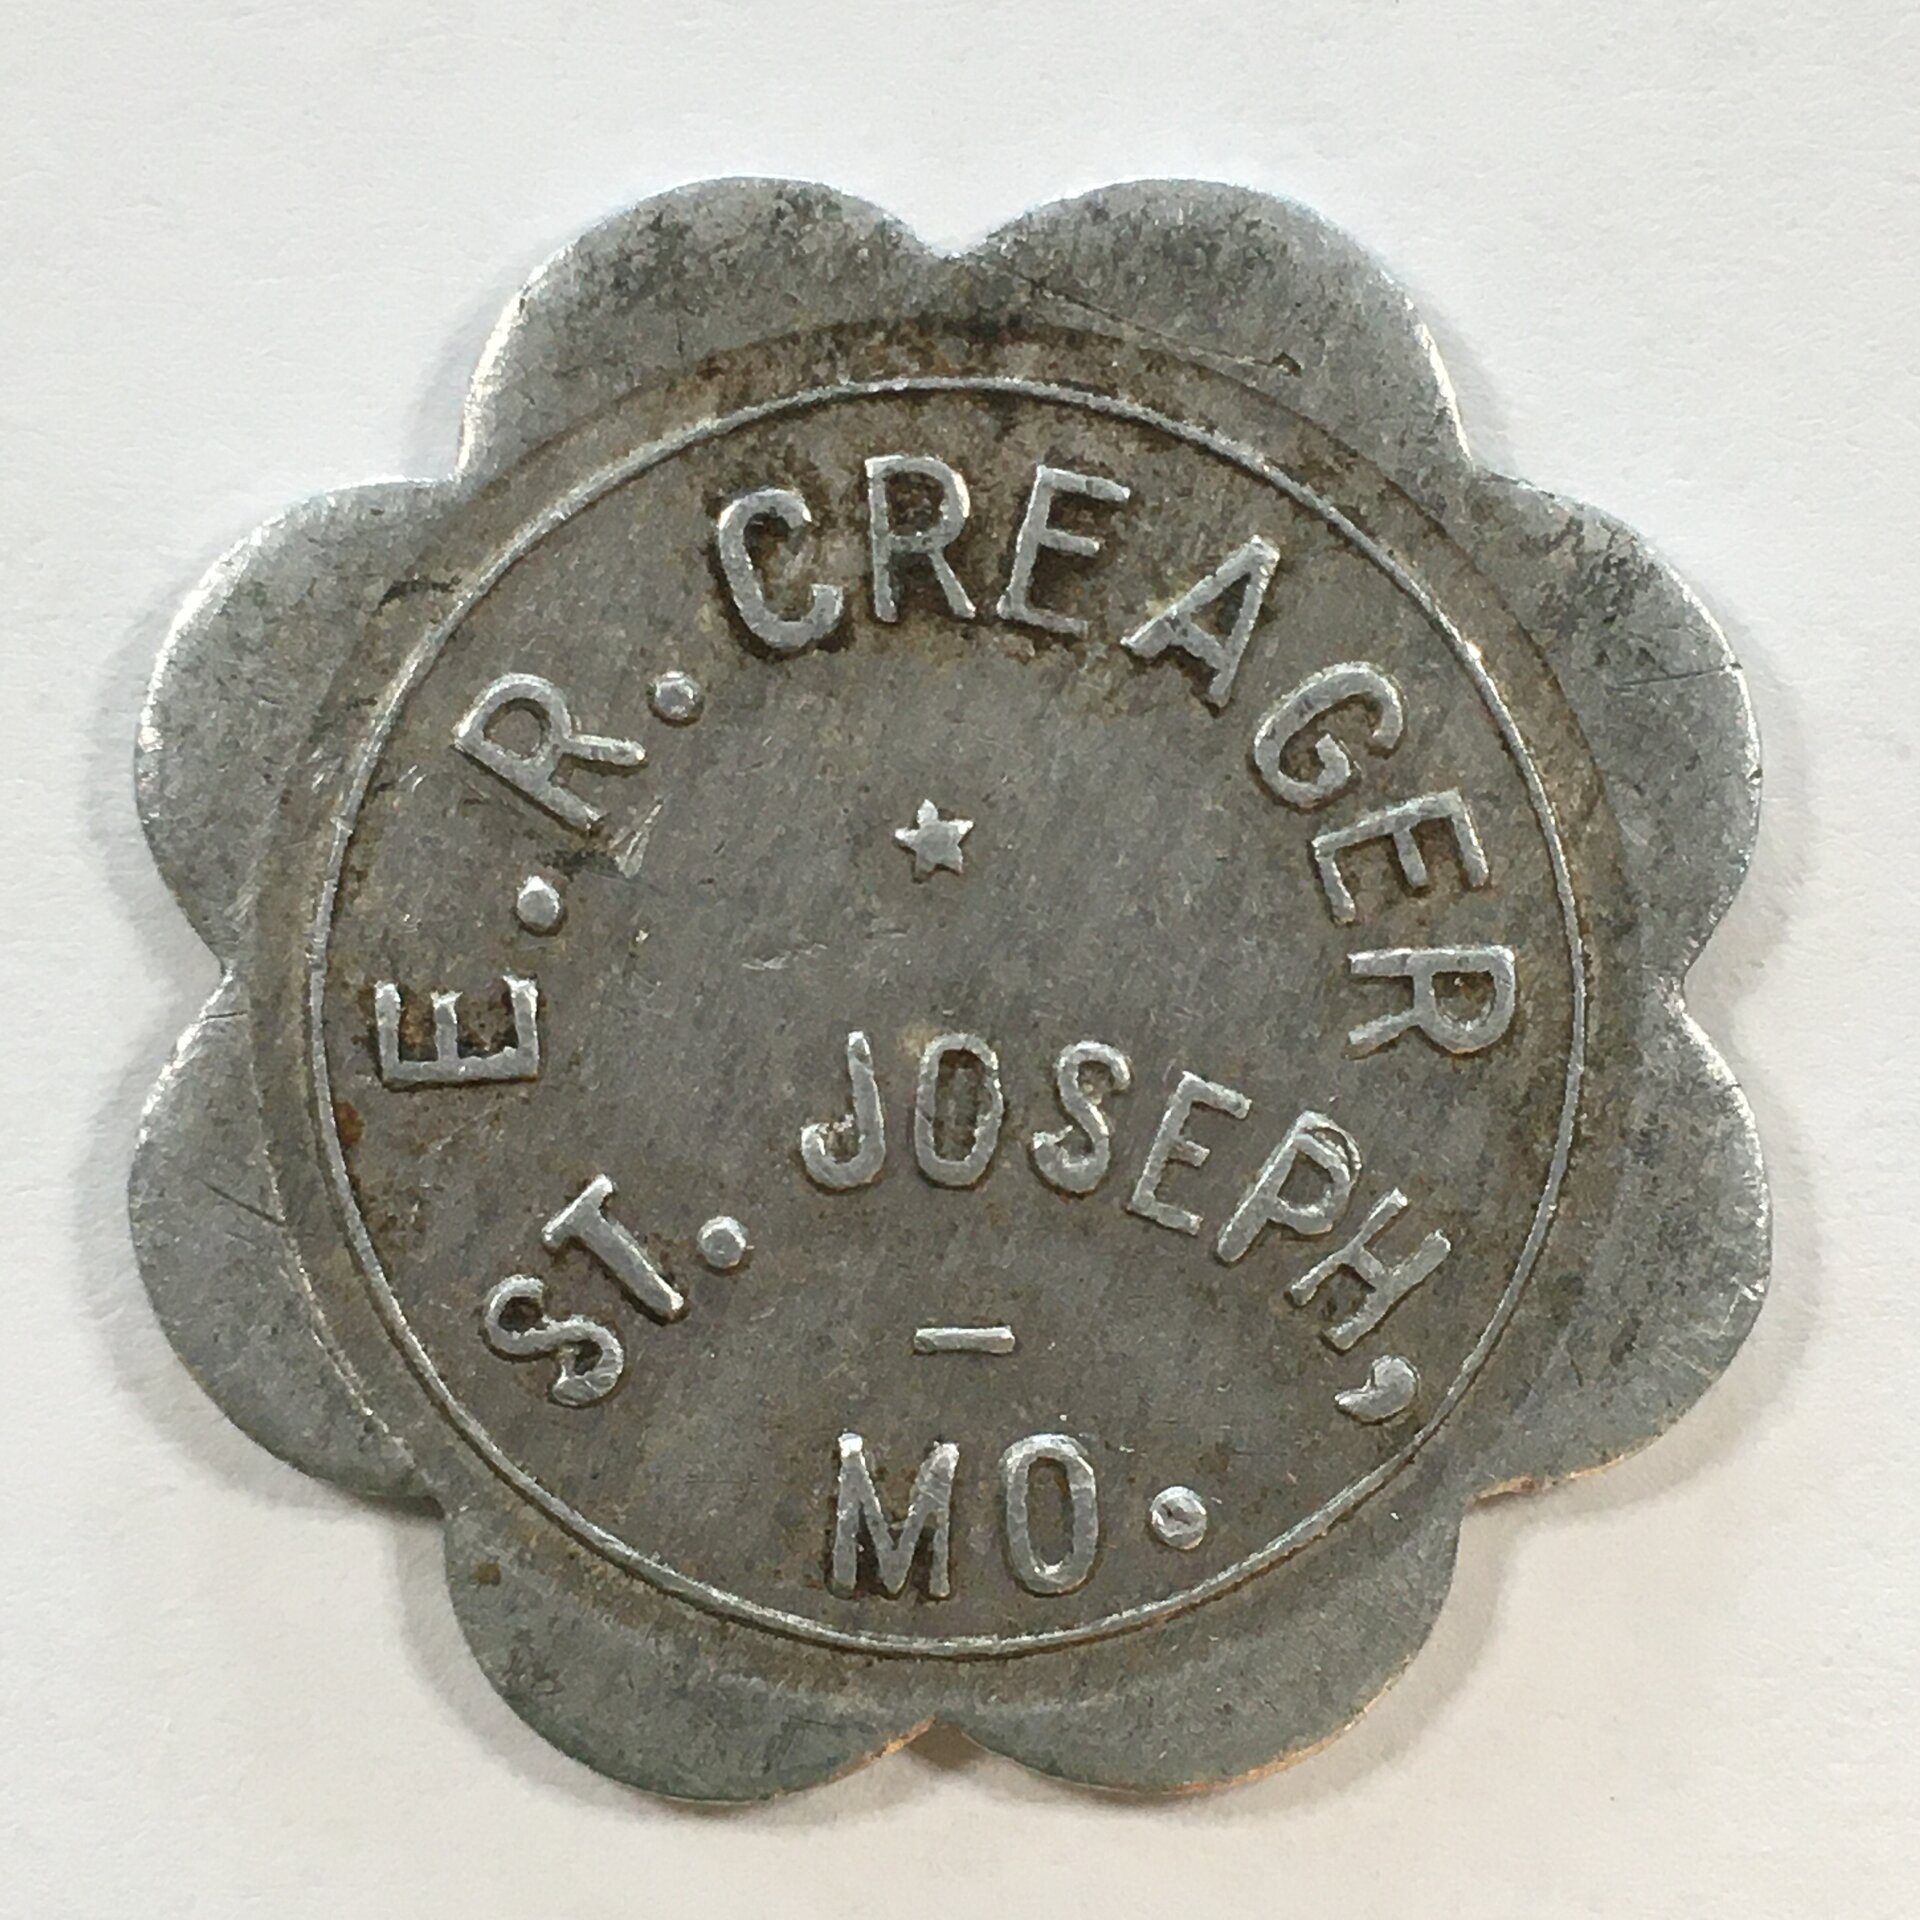 E.R.CREAGER
ST. JOSEPH,
MO.